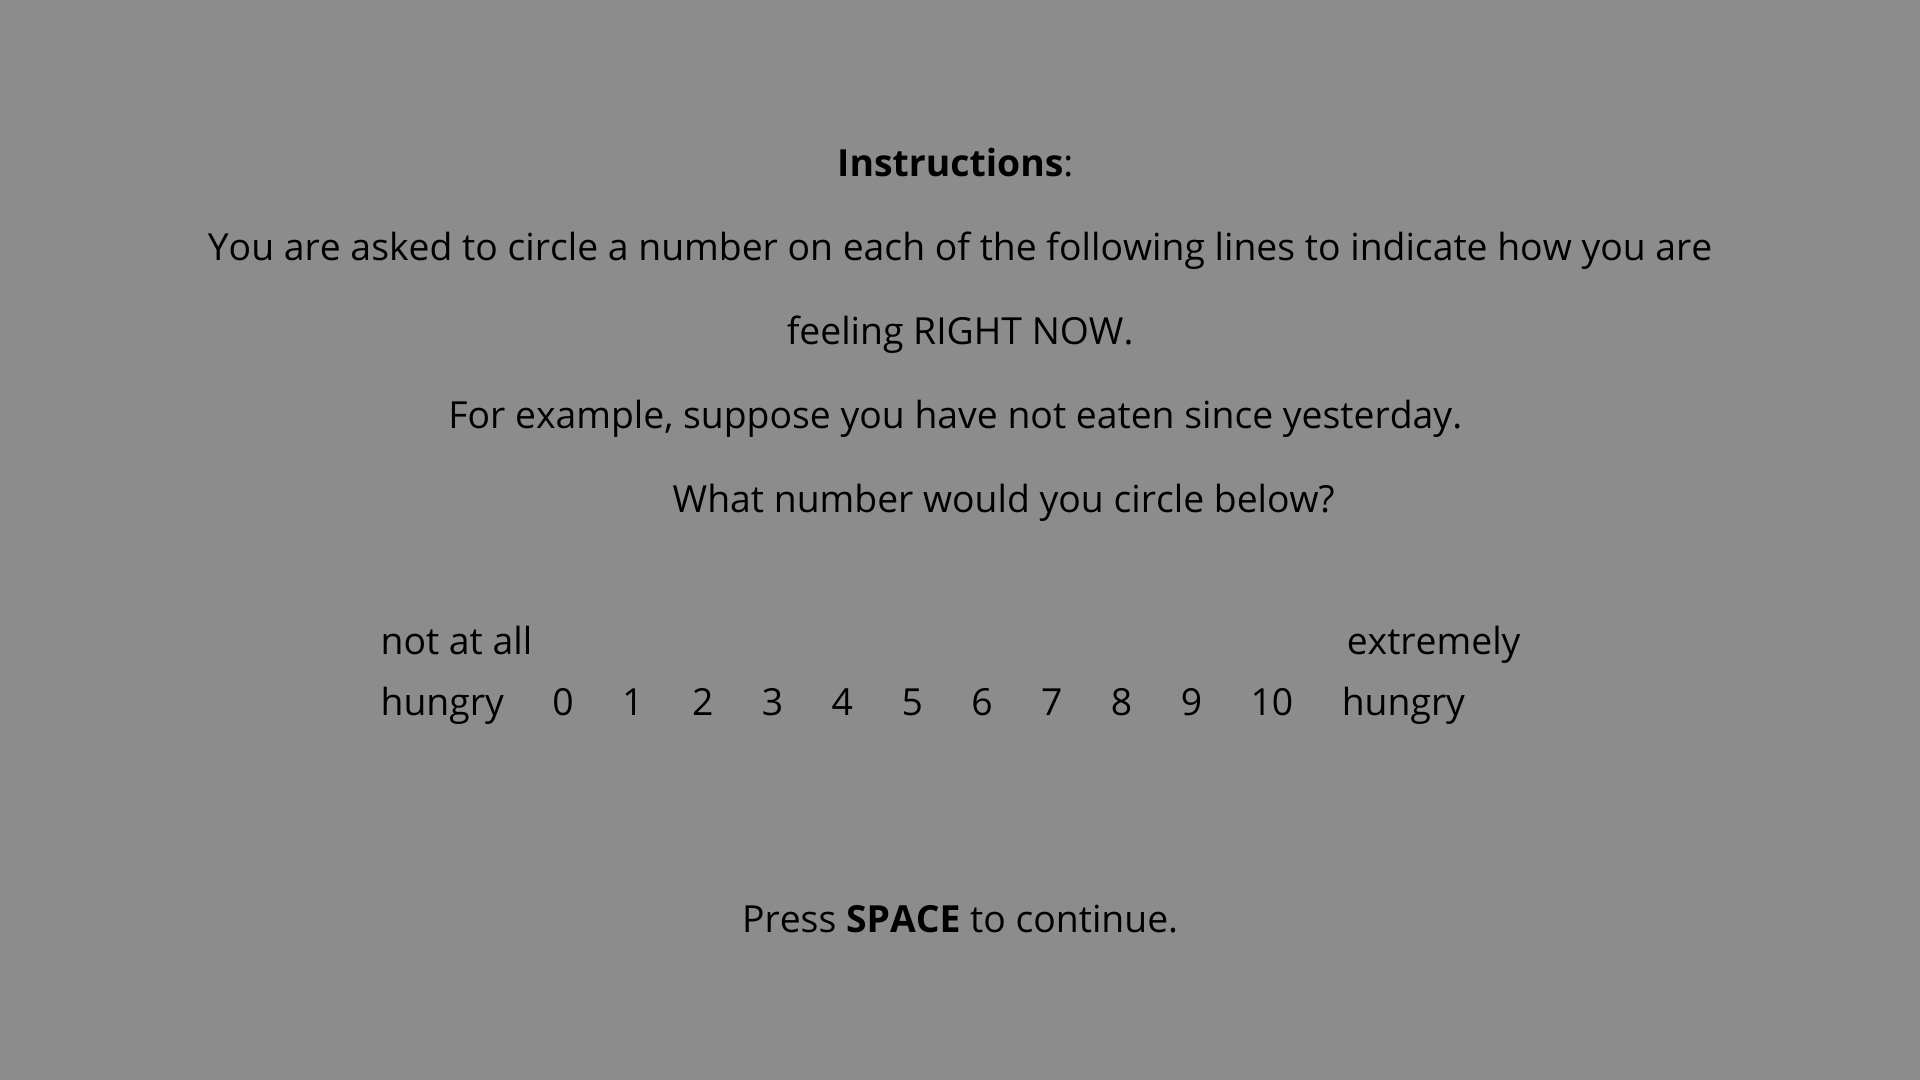 Instructions:
You are asked to circle a number on each of the following lines to indicate how you are
feeling RIGHT NOW.
For example, suppose you have not eaten since yesterday.
What number would you circle below?
not at all extremely
hungry 0 1 2 3 4 5 6 7 8 9 10 hungry
Press SPACE to continue.